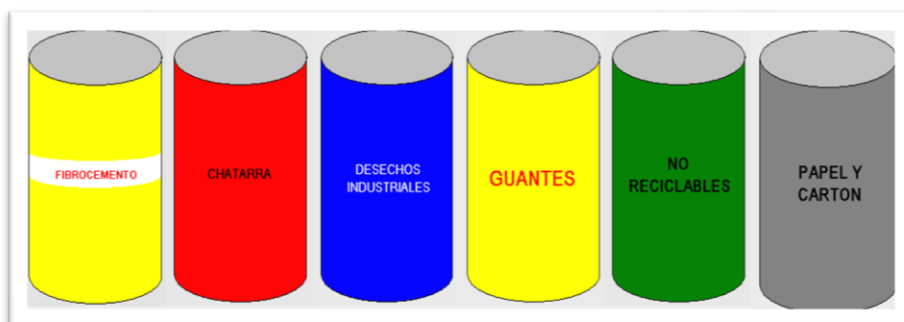 FIBROCEMENTO
CHATARRA
DESECHOS
INDUSTRIALES
GUANTES
NO
RECICLABLES
PAPEL Y
CARTON